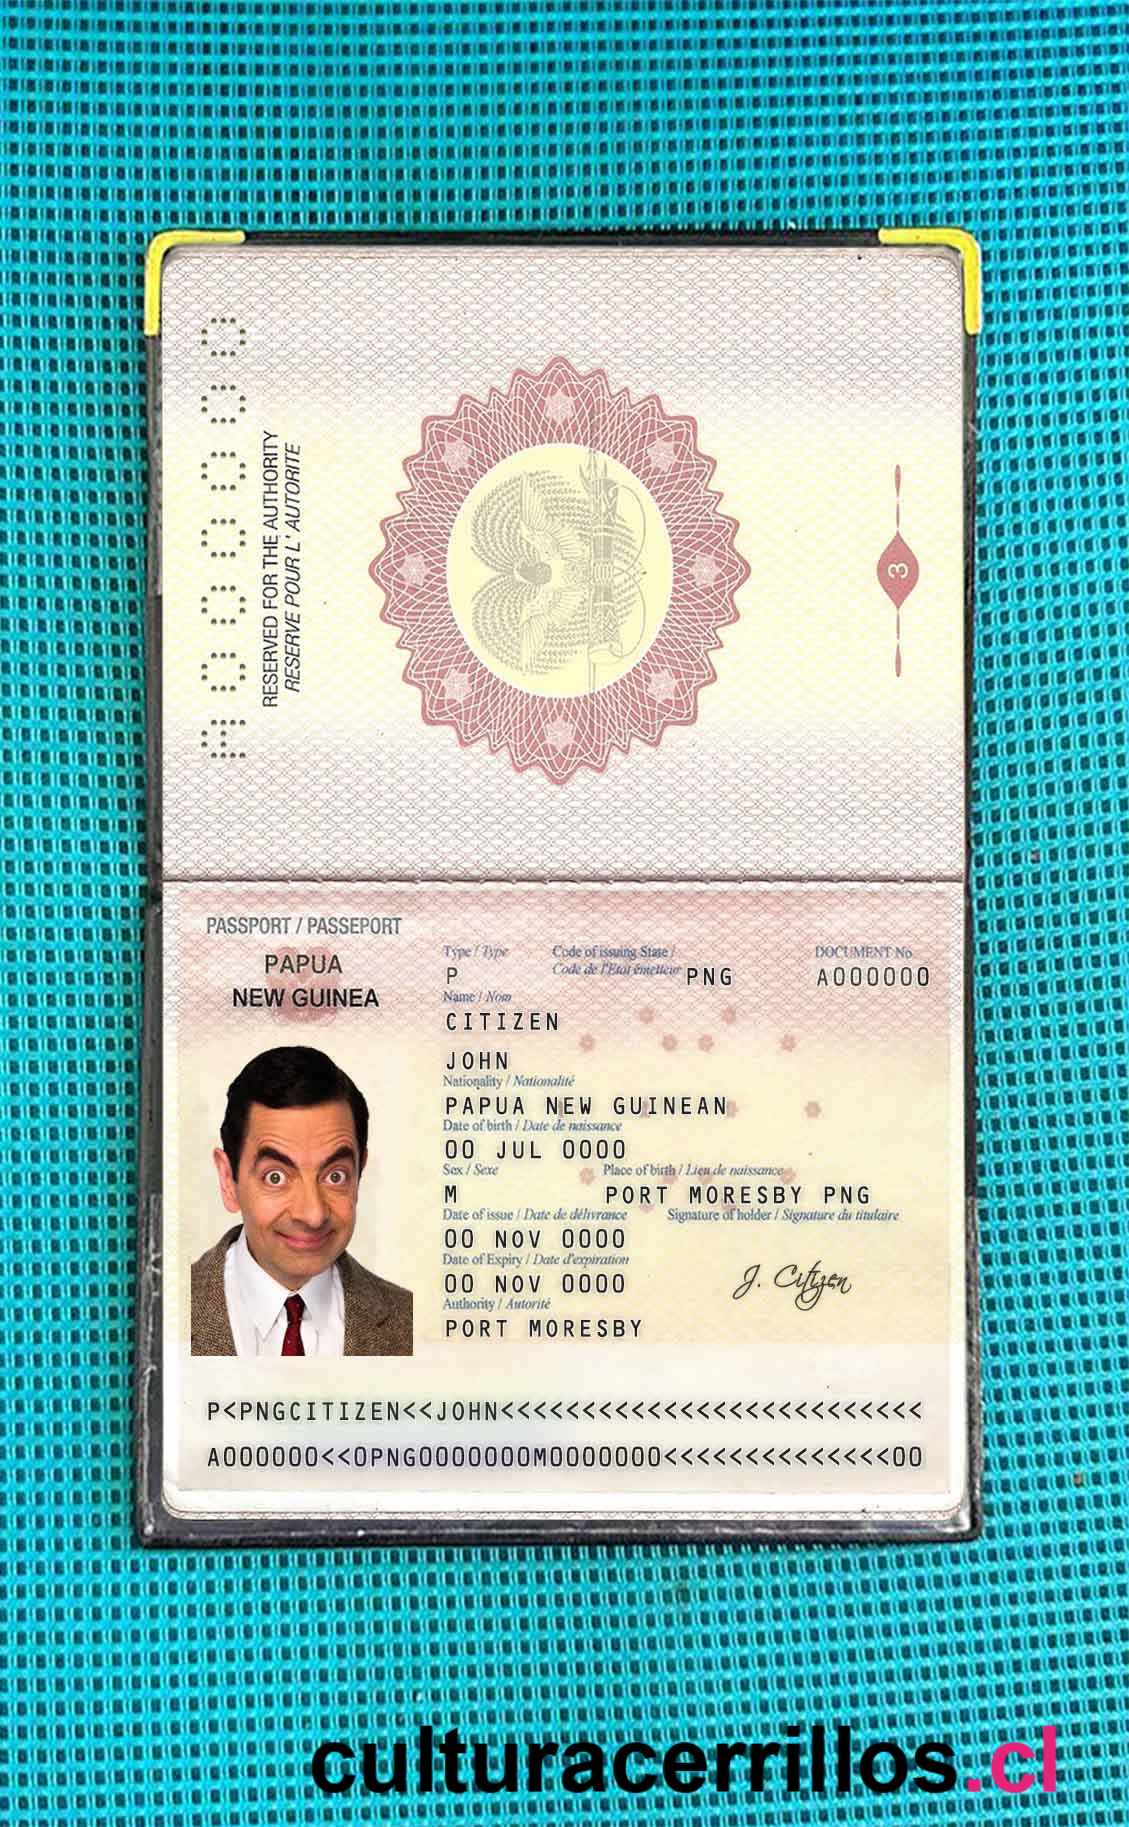 A000000
RESERVED FOR THE AUTHORITY
RESERVE POUR L' AUTORITE
3
PASSPORT / PASSEPORT
PAPUA
NEW GUINEA
Type / Type
Code of issuing State /
Code de l'Etat émetteur
DOCUMENT No
P
PNG
A000000
Name / Nom
CITIZEN
JOHN
Nationality / Nationalité
PAPUA NEW GUINEAN
Date of birth / Date de naissance
00 JUL 0000
Sex / Sexe
Place of birth / Lieu de naissance
M
PORT MORESBY PNG
Date of issue / Date de délivrance
Signature of holder / Signature du titulaire
00 NOV 0000
Date of Expiry / Date d'expiration
00 NOV 0000
J. Citizen
Authority / Autorité
PORT MORESBY
P<PNGCITIZEN<<JOHN<<<<<<<<<<<<<<<<<<<<<<<<<<
A000000<<0PNG0000000M0000000<<<<<<<<<<<<<<00
culturacerrillos.cl